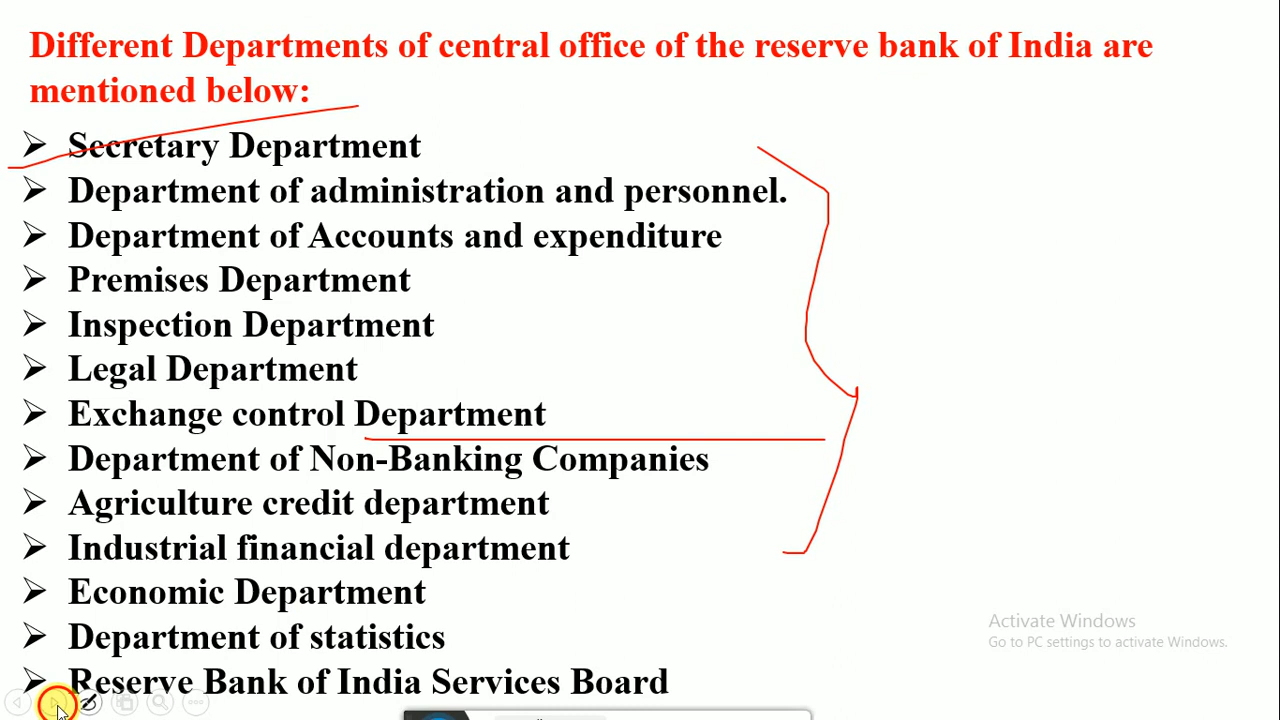 Different Departments of central office of the reserve bank of India are
mentioned below:
➢ Secretary Department
➢ Department of administration and personnel.
➢ Department of Accounts and expenditure
➢ Premises Department
➢ Inspection Department
➢ Legal Department
➢ Exchange control Department
➢ Department of Non-Banking Companies
➢ Agriculture credit department
➢ Industrial financial department
➢ Economic Department
➢ Department of statistics
➢ Reserve Bank of India Services Board
Activate Windows
Go to PC settings to activate Windows.